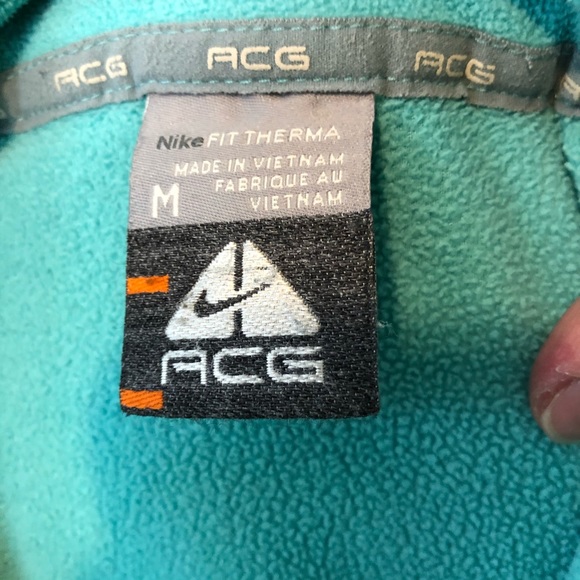 ACG ACG ACG
Nike FIT THERMA
MADE IN VIETNAM
FABRIQUE AU
VIETNAM
M
ACG